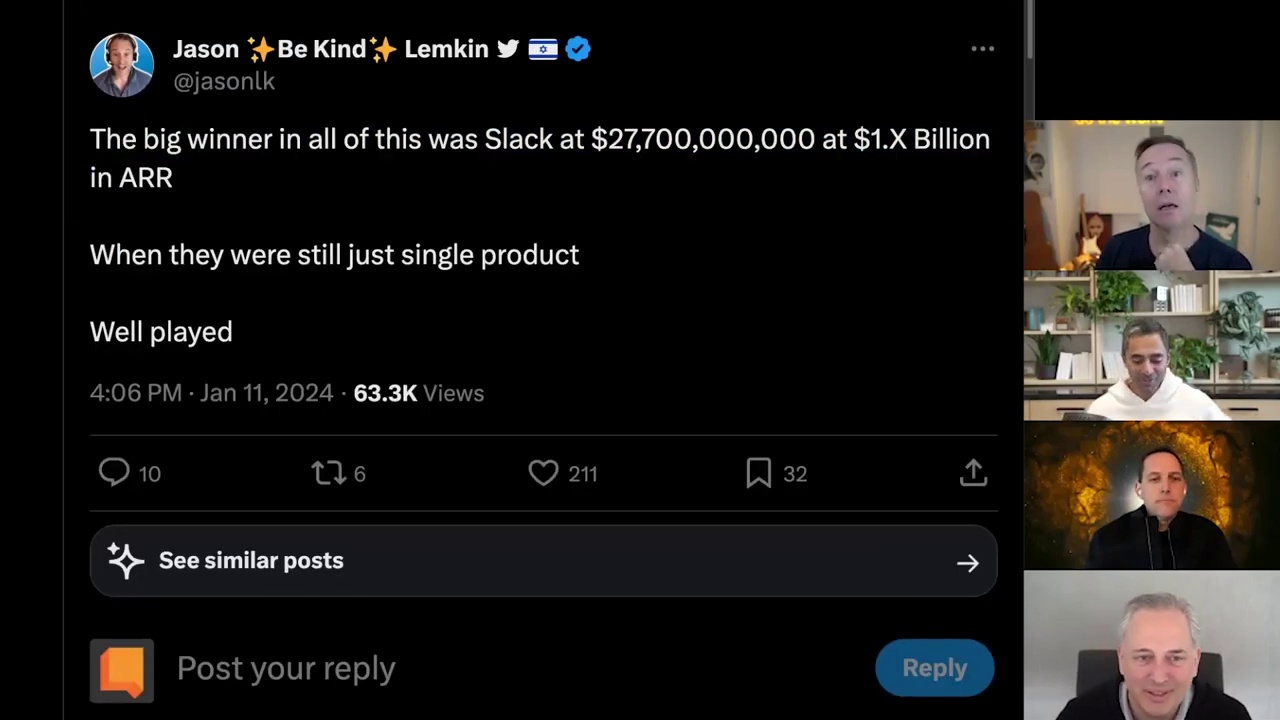 Jason ✨Be Kind✨ Lemkin
@jasonlk
The big winner in all of this was Slack at $27,700,000,000 at $1.X Billion
in ARR
When they were still just single product
Well played
4:06 PM · Jan 11, 2024 · 63.3K Views
10
6
211
32
See similar posts
Post your reply
Reply